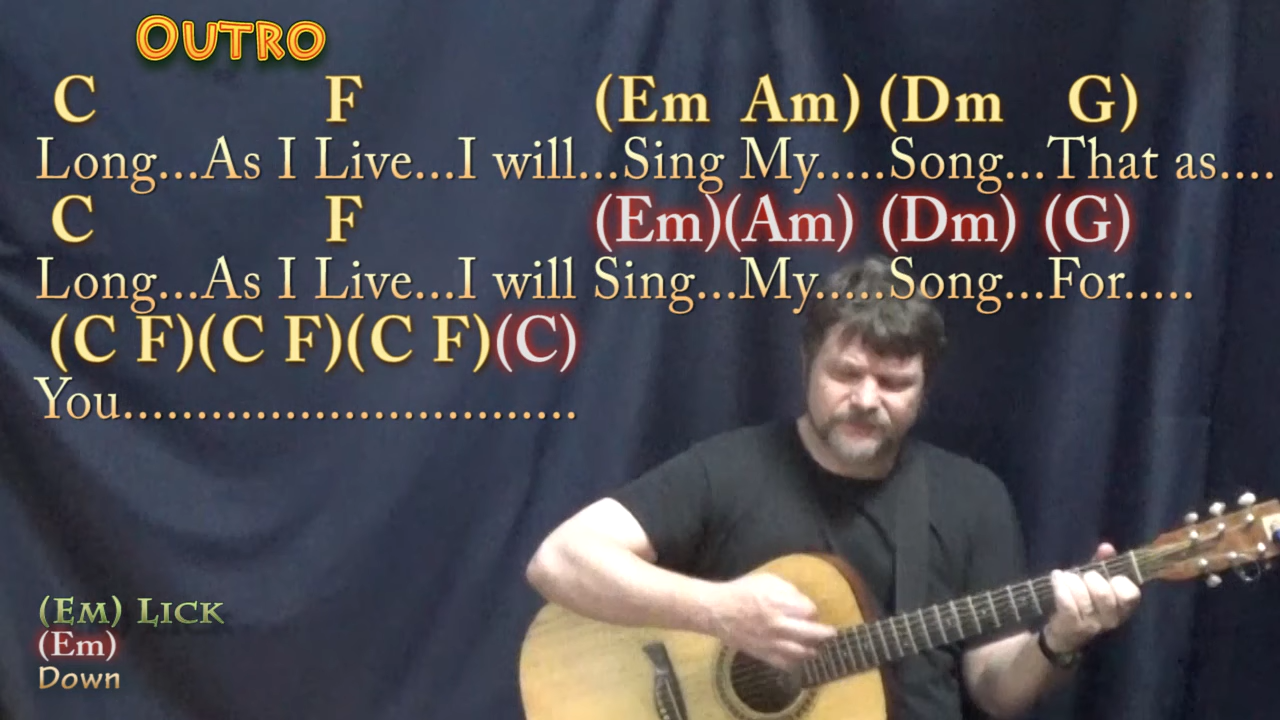 OUTRO
C F (Em Am) (Dm G)
Long...As I Live...I will...Sing My.....Song...That as....
C F (Em)(Am) (Dm) (G)
Long...As I Live...I will Sing...My.....Song...For.....
(C F)(C F)(C F)(C)
You...............................
(EM) LICK
(Em)
Down